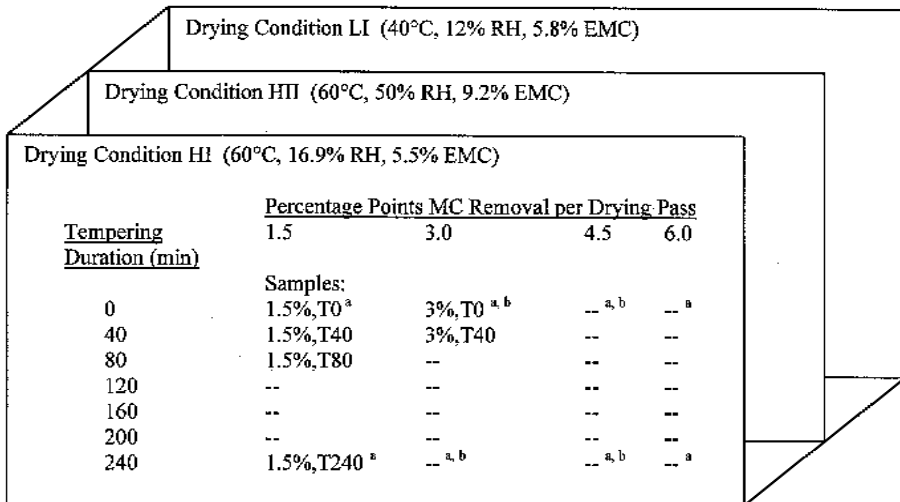 Drying Condition LI (40°C, 12% RH, 5.8% EMC)
Drying Condition HII (60°C, 50% RH, 9.2% EMC)
Drying Condition HI (60°C, 16.9% RH, 5.5% EMC)
Percentage Points MC Removal per Drying Pass
Tempering 1.5 3.0 4.5 6.0
Duration (min)
Samples:
0 1.5%,T0 a 3%,T0 a, b -- a, b -- a
40 1.5%,T40 3%,T40 -- --
80 1.5%,T80 -- -- --
120 -- -- -- --
160 -- -- -- --
200 -- -- -- --
240 1.5%,T240 a -- a, b -- a, b -- a